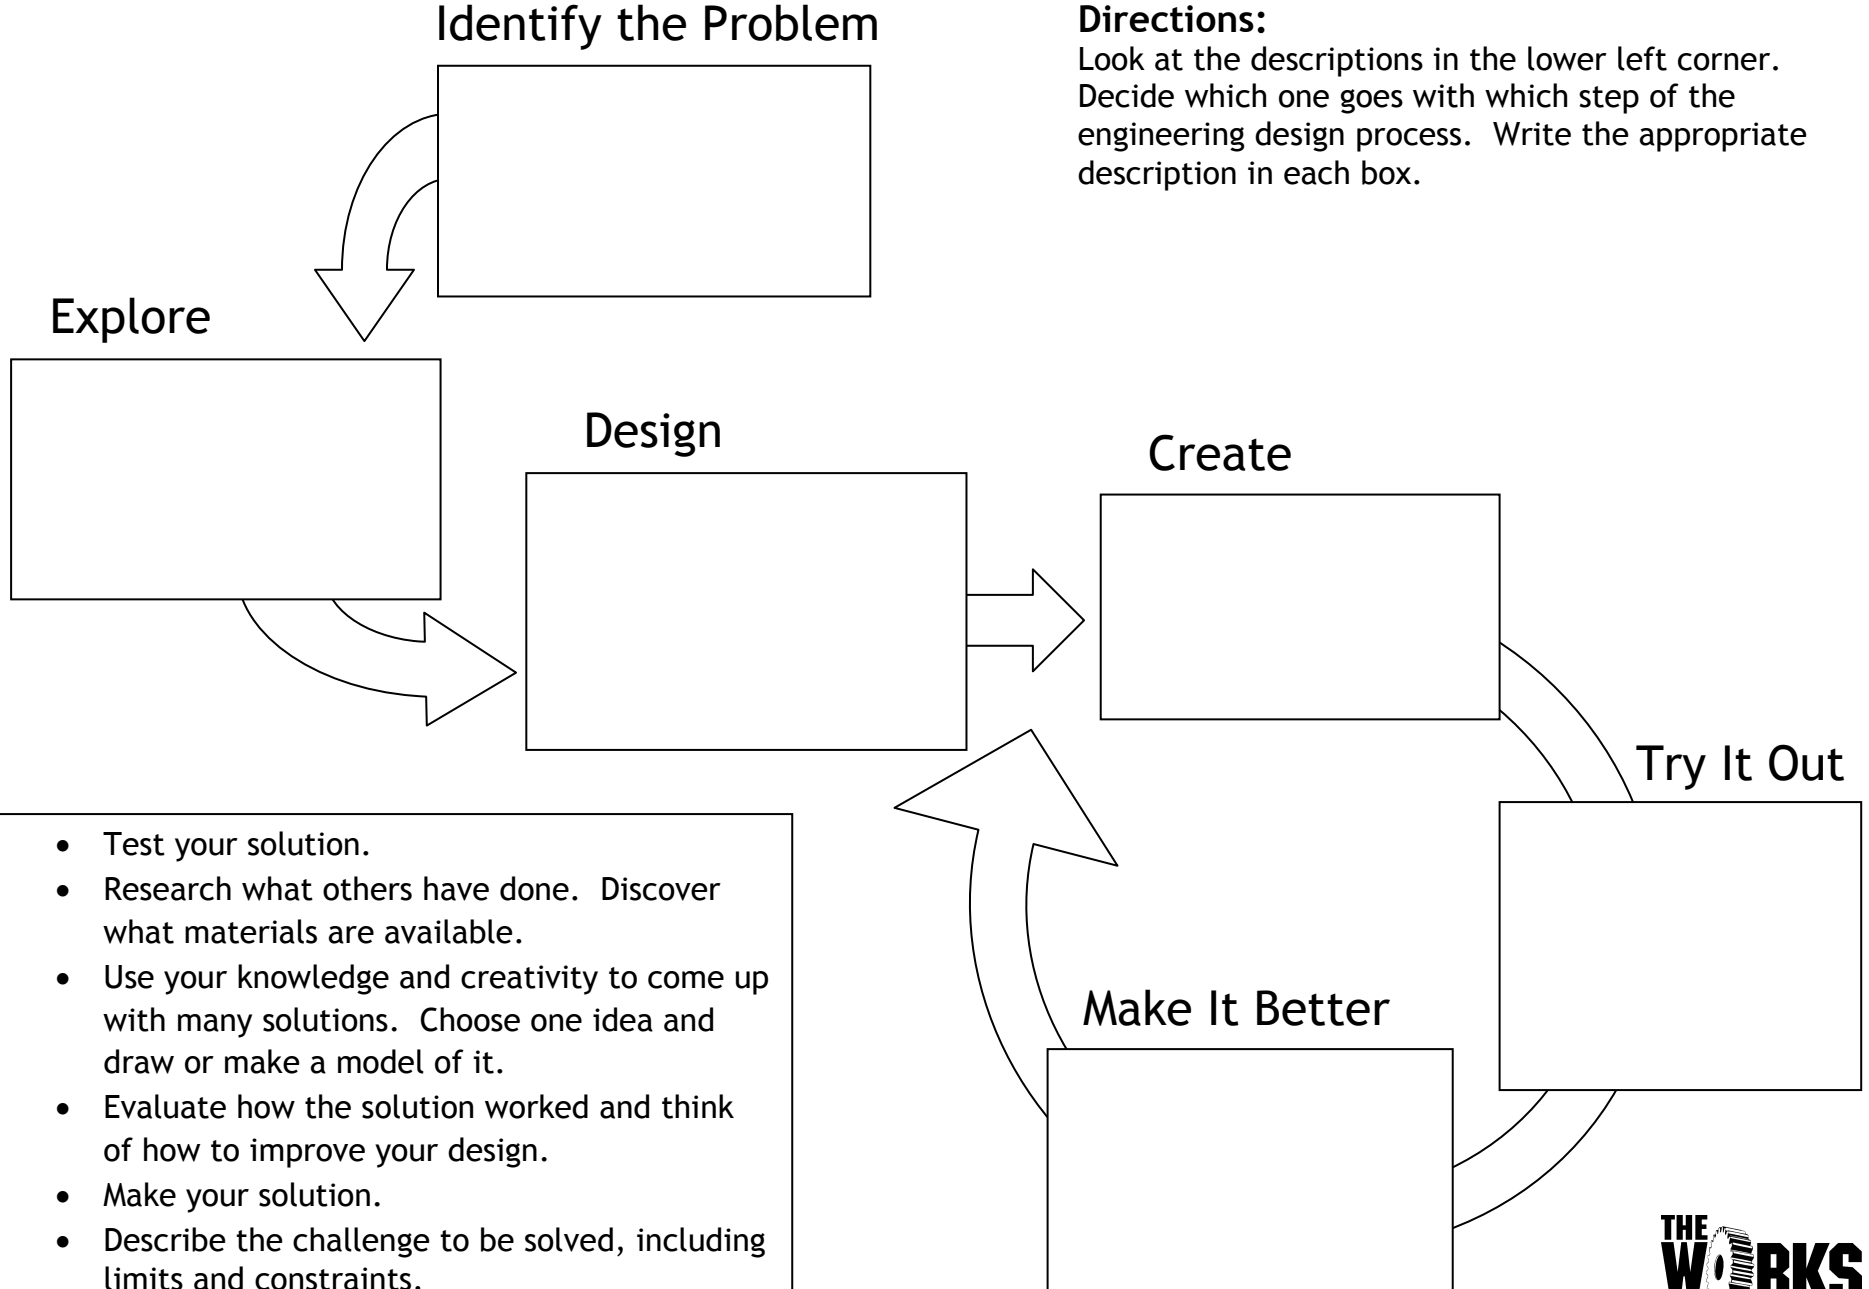 Identify the Problem
Directions:
Look at the descriptions in the lower left corner.
Decide which one goes with which step of the
engineering design process.  Write the appropriate
description in each box.
Explore
Design
Create
Try It Out
• Test your solution.
• Research what others have done.  Discover
what materials are available.
• Use your knowledge and creativity to come up
with many solutions.  Choose one idea and
draw or make a model of it.
• Evaluate how the solution worked and think
of how to improve your design.
• Make your solution.
• Describe the challenge to be solved, including
limits and constraints.
Make It Better
THE
WORKS